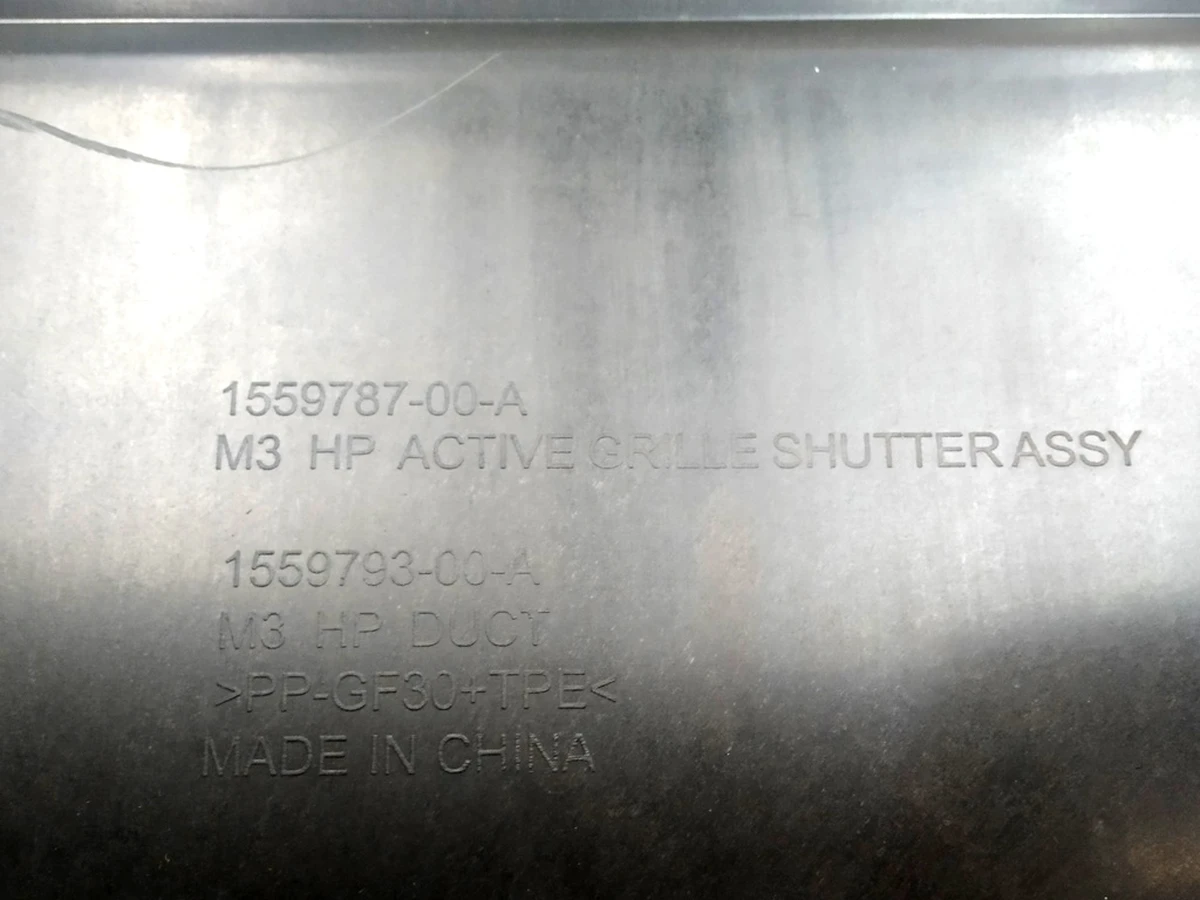 1559787-00-A
M3 HP ACTIVE GRILLE SHUTTER ASSY
1559793-00-A
M3 HP DUCT
>PP-GF30+TPE<
MADE IN CHINA